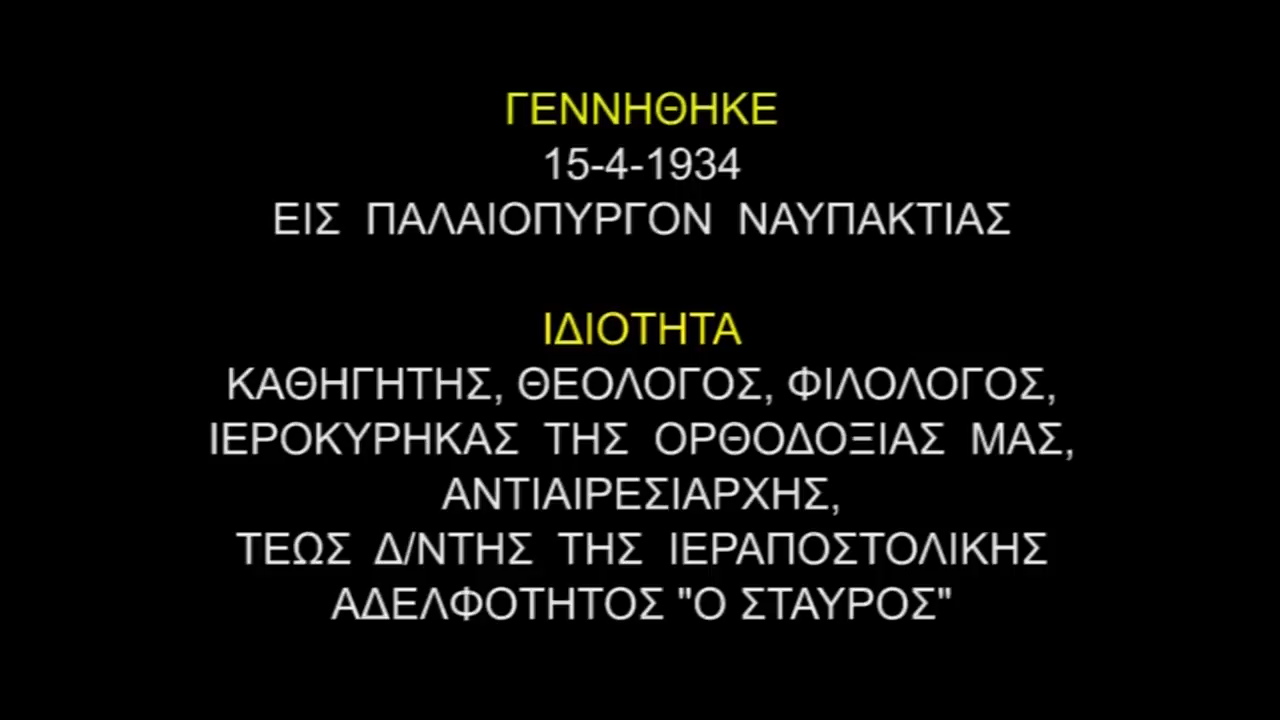 ΓΕΝΝΗΘΗΚΕ
15-4-1934
ΕΙΣ ΠΑΛΑΙΟΠΥΡΓΟΝ ΝΑΥΠΑΚΤΙΑΣ
ΙΔΙΟΤΗΤΑ
ΚΑΘΗΓΗΤΗΣ, ΘΕΟΛΟΓΟΣ, ΦΙΛΟΛΟΓΟΣ,
ΙΕΡΟΚΥΡΗΚΑΣ ΤΗΣ ΟΡΘΟΔΟΞΙΑΣ ΜΑΣ,
ΑΝΤΙΑΙΡΕΣΙΑΡΧΗΣ,
ΤΕΩΣ Δ/ΝΤΗΣ ΤΗΣ ΙΕΡΑΠΟΣΤΟΛΙΚΗΣ
ΑΔΕΛΦΟΤΗΤΟΣ "Ο ΣΤΑΥΡΟΣ"